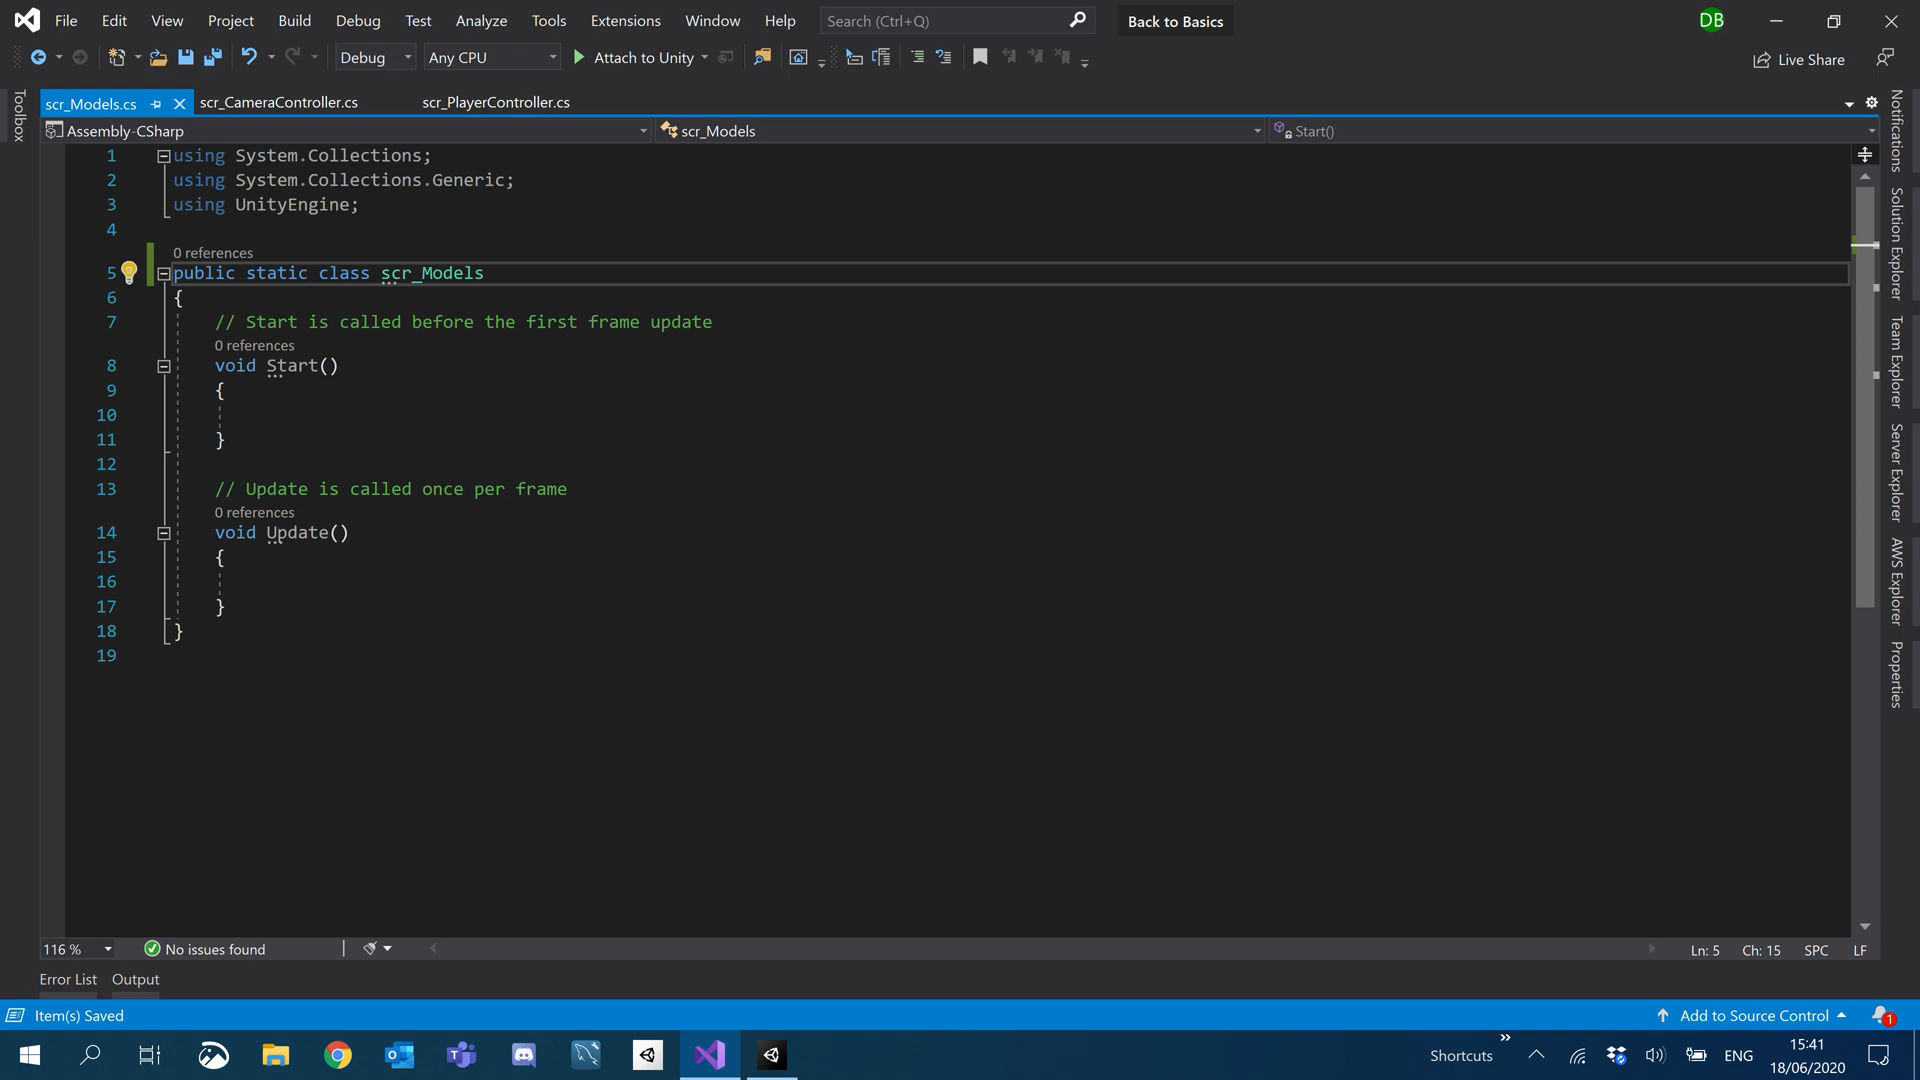 File Edit View Project Build Debug Test Analyze Tools Extensions Window Help Search (Ctrl+Q) Back to Basics DB
Debug Any CPU Attach to Unity Live Share
scr_Models.cs scr_CameraController.cs scr_PlayerController.cs
Assembly-CSharp scr_Models Start()
Toolbox
1 using System.Collections;
2 using System.Collections.Generic;
3 using UnityEngine;
4
0 references
5 public static class scr_Models
6 {
7 // Start is called before the first frame update
0 references
8 void Start()
9 {
10
11 }
12
13 // Update is called once per frame
0 references
14 void Update()
15 {
16
17 }
18 }
19
Notifications
Solution Explorer
Team Explorer
Server Explorer
AWS Explorer
Properties
116 % No issues found Ln: 5 Ch: 15 SPC LF
Error List Output
Item(s) Saved Add to Source Control 1
Shortcuts ENG 15:41
18/06/2020